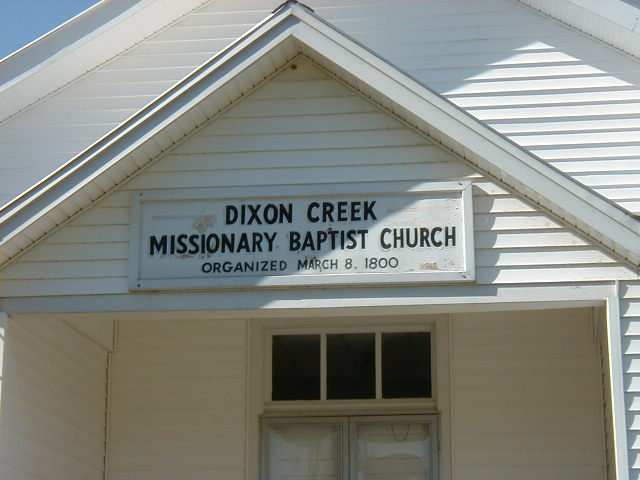 DIXON CREEK
MISSIONARY BAPTIST CHURCH
ORGANIZED MARCH 8, 1800